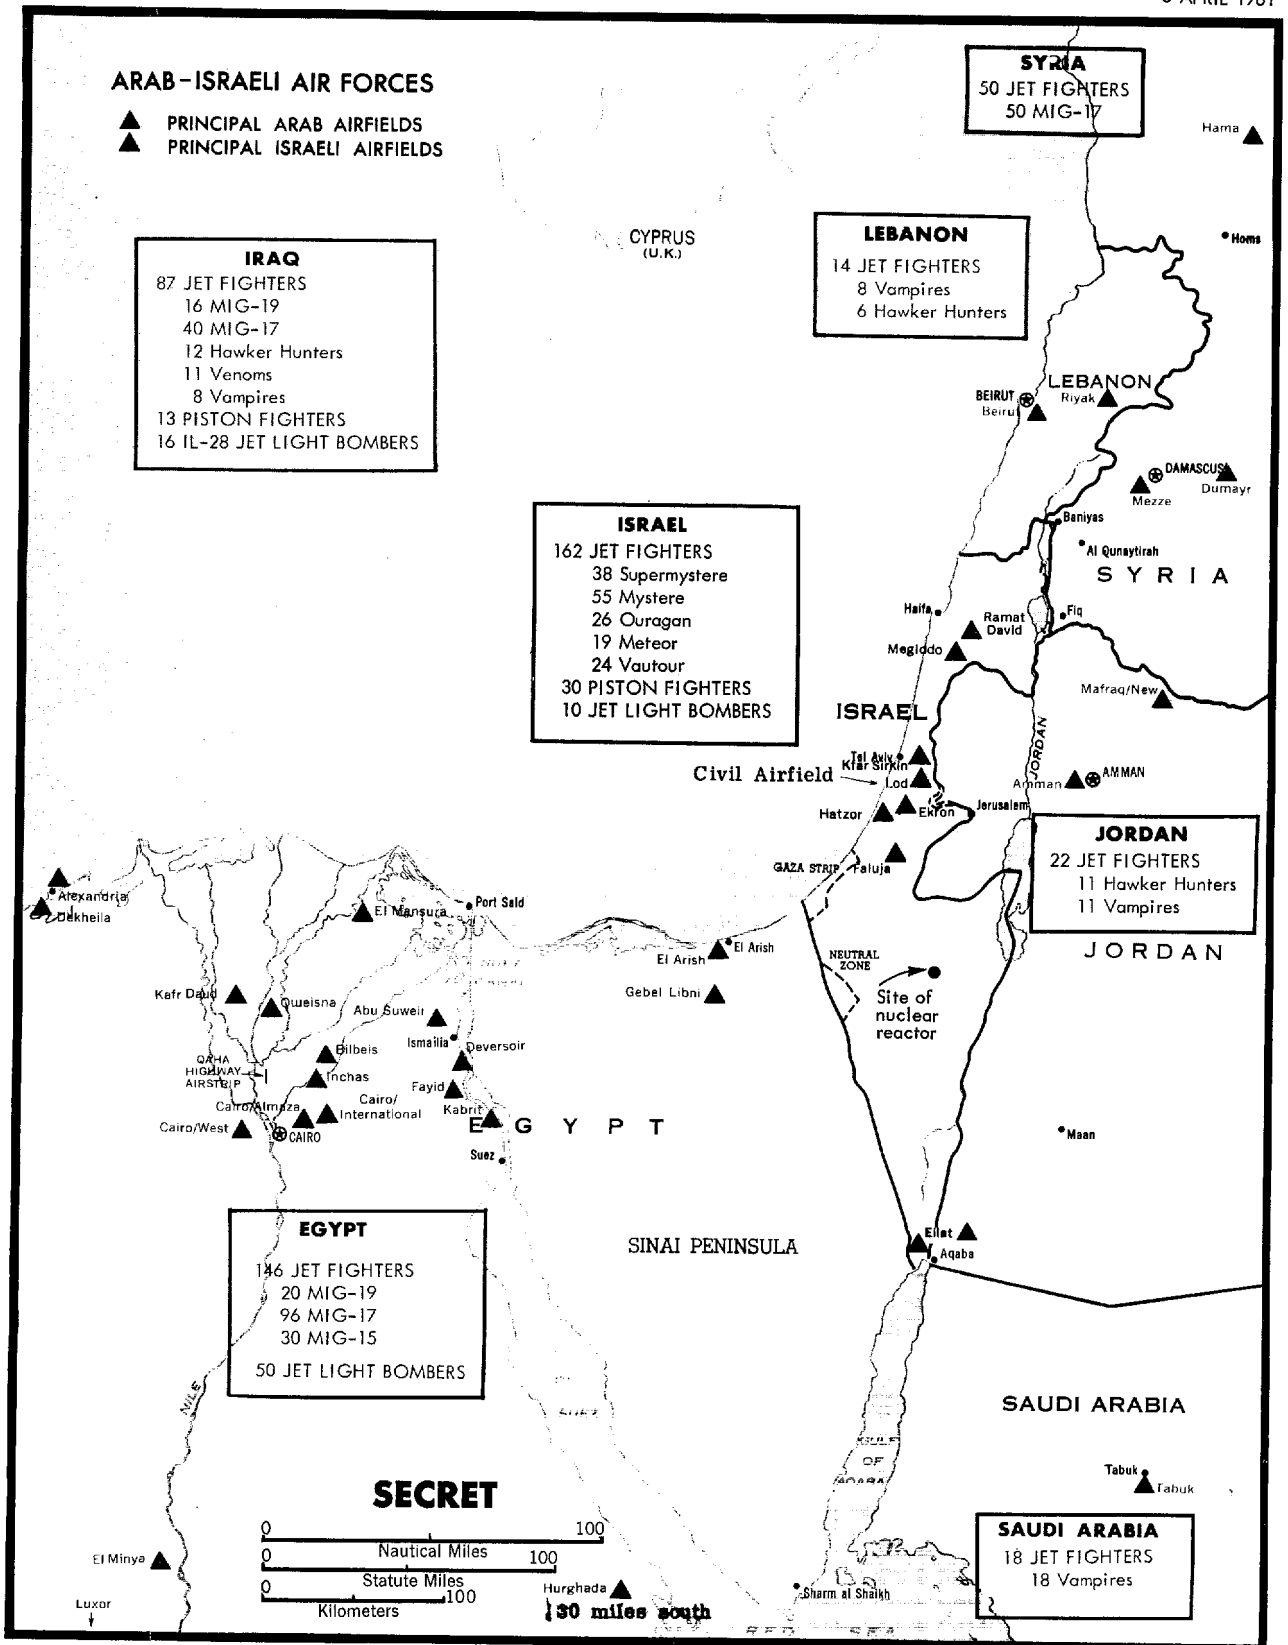 APRIL 1961
ARAB-ISRAELI AIR FORCES
PRINCIPAL ARAB AIRFIELDS
PRINCIPAL ISRAELI AIRFIELDS
SYRIA
50 JET FIGHTERS
50 MIG-17
Hama
Homs
CYPRUS
(U.K.)
LEBANON
14 JET FIGHTERS
8 Vampires
6 Hawker Hunters
IRAQ
87 JET FIGHTERS
16 MIG-19
40 MIG-17
12 Hawker Hunters
11 Venoms
8 Vampires
13 PISTON FIGHTERS
16 IL-28 JET LIGHT BOMBERS
LEBANON
BEIRUT
Beirut
Riyak
DAMASCUS
Mezze
Dumayr
Baniyas
Al Qunaytirah
SYRIA
ISRAEL
162 JET FIGHTERS
38 Supermystere
55 Mystere
26 Ouragan
19 Meteor
24 Vautour
30 PISTON FIGHTERS
10 JET LIGHT BOMBERS
Haifa
Fiq
Ramat
David
Megiddo
Mafraq/New
ISRAEL
JORDAN
Tel Aviv
Kfar Sirkin
Civil Airfield
Lod
Amman
AMMAN
Hatzor
Ekron
Jerusalem
JORDAN
22 JET FIGHTERS
11 Hawker Hunters
11 Vampires
GAZA STRIP
Faluja
JORDAN
Alexandria
Dekheila
El Mansura
Port Said
El Arish
El Arish
NEUTRAL
ZONE
Gebel Libni
Site of
nuclear
reactor
Kafr Daud
Qweisna
Abu Suweir
Ismailia
Deversoir
Bilbeis
QAHA
HIGHWAY
AIRSTRIP
Inchas
Fayid
Cairo/Almaza
Cairo/
International
Kabrit
Cairo/West
CAIRO
EGYPT
Suez
Maan
EGYPT
146 JET FIGHTERS
20 MIG-19
96 MIG-17
30 MIG-15
50 JET LIGHT BOMBERS
SINAI PENINSULA
Eilat
Aqaba
NILE
SUEZ
SAUDI ARABIA
GULF
OF
AQABA
Tabuk
Tabuk
SECRET
0 100
Nautical Miles
0 100
Statute Miles
0 100
Kilometers
SAUDI ARABIA
18 JET FIGHTERS
18 Vampires
El Minya
Luxor
Hurghada
30 miles south
Sharm al Shaikh
RED SEA